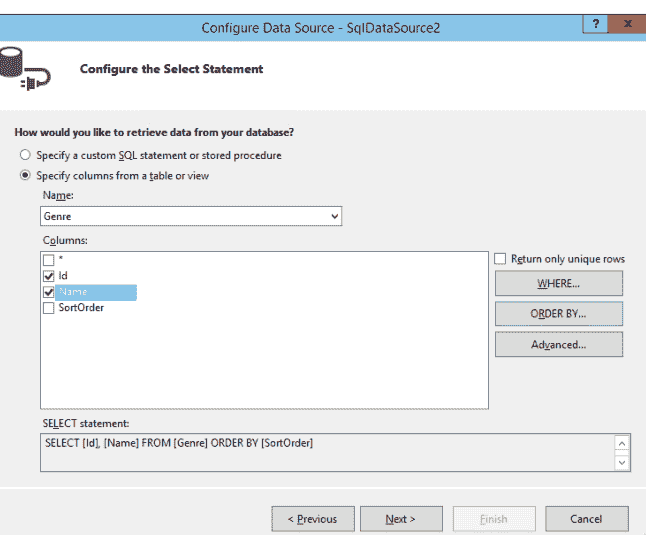 Configure Data Source - SqlDataSource2
? x
Configure the Select Statement
How would you like to retrieve data from your database?
Specify a custom SQL statement or stored procedure
Specify columns from a table or view
Name:
Genre
Columns:
*
Return only unique rows
Id
WHERE...
Name
SortOrder
ORDER BY...
Advanced...
SELECT statement:
SELECT [Id], [Name] FROM [Genre] ORDER BY [SortOrder]
< Previous Next > Finish Cancel